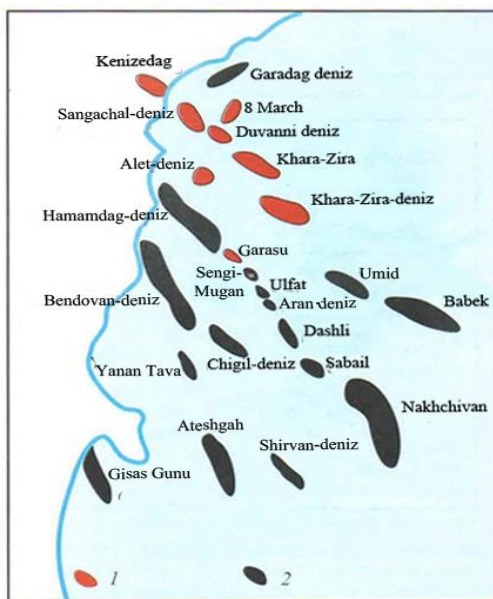 Kenizedag
Garadag deniz
Sangachal-deniz
8 March
Duvanni deniz
Alet-deniz
Khara-Zira
Khara-Zira-deniz
Hamamdag-deniz
Garasu
Sengi-
Mugan
Ulfat
Umid
Aran deniz
Bendovan-deniz
Babek
Dashli
Yanan Tava
Chigil-deniz
Sabail
Nakhchivan
Ateshgah
Shirvan-deniz
Gisas Gunu
1
2